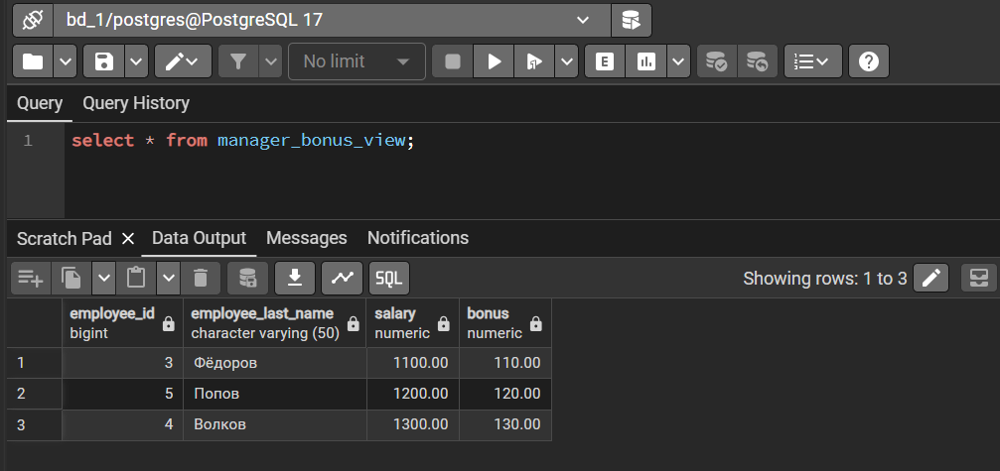 bd_1/postgres@PostgreSQL 17
No limit
E
SQL
Query Query History
1 select * from manager_bonus_view;
Scratch Pad Data Output Messages Notifications
SQL Showing rows: 1 to 3
employee_id employee_last_name salary bonus
bigint character varying (50) numeric numeric
1 3 Фёдоров 1100.00 110.00
2 5 Попов 1200.00 120.00
3 4 Волков 1300.00 130.00